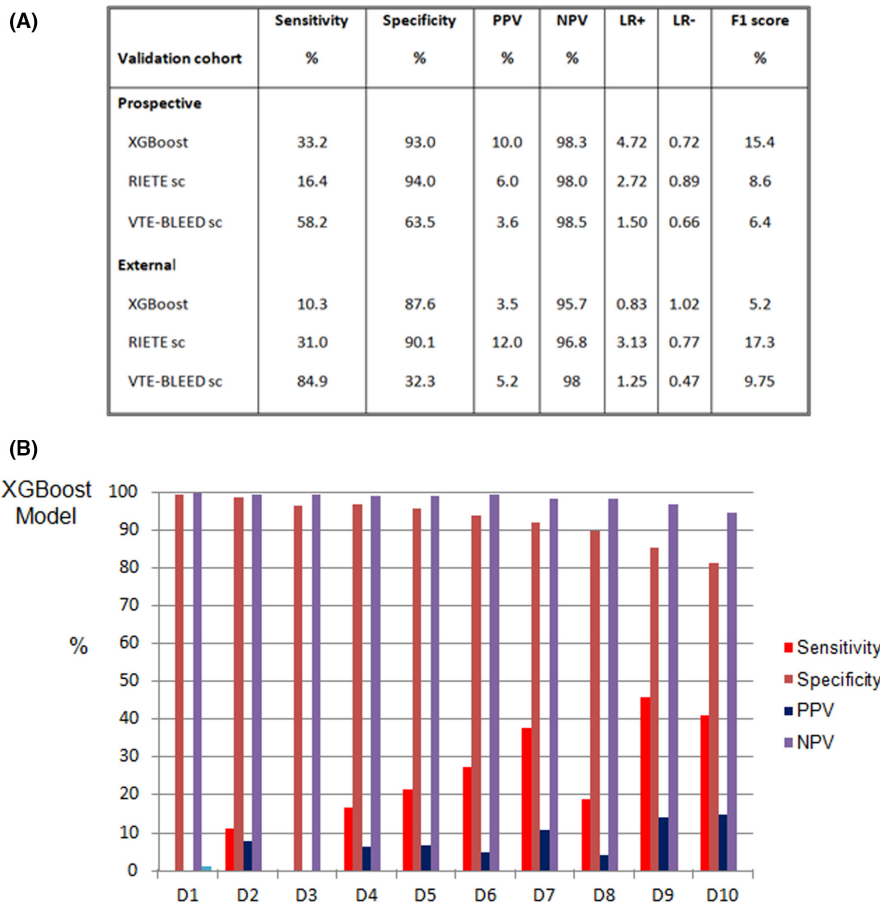 (A)
Sensitivity Specificity PPV NPV LR+ LR- F1 score
Validation cohort % % % % %
Prospective
XGBoost 33.2 93.0 10.0 98.3 4.72 0.72 15.4
RIETE sc 16.4 94.0 6.0 98.0 2.72 0.89 8.6
VTE-BLEED sc 58.2 63.5 3.6 98.5 1.50 0.66 6.4
External
XGBoost 10.3 87.6 3.5 95.7 0.83 1.02 5.2
RIETE sc 31.0 90.1 12.0 96.8 3.13 0.77 17.3
VTE-BLEED sc 84.9 32.3 5.2 98 1.25 0.47 9.75
(B)
XGBoost
Model
%
100
90
80
70
60
50
40
30
20
10
0
D1 D2 D3 D4 D5 D6 D7 D8 D9 D10
Sensitivity
Specificity
PPV
NPV